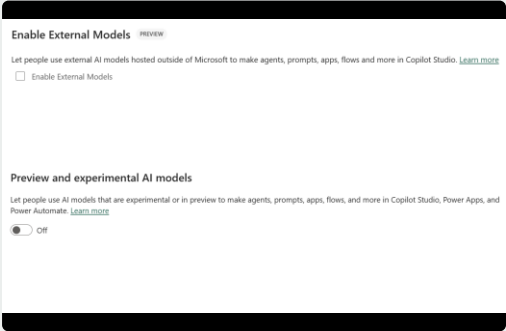 Enable External Models PREVIEW
Let people use external AI models hosted outside of Microsoft to make agents, prompts, apps, flows and more in Copilot Studio. Learn more
Enable External Models
Preview and experimental AI models
Let people use AI models that are experimental or in preview to make agents, prompts, apps, flows, and more in Copilot Studio, Power Apps, and
Power Automate. Learn more
Off